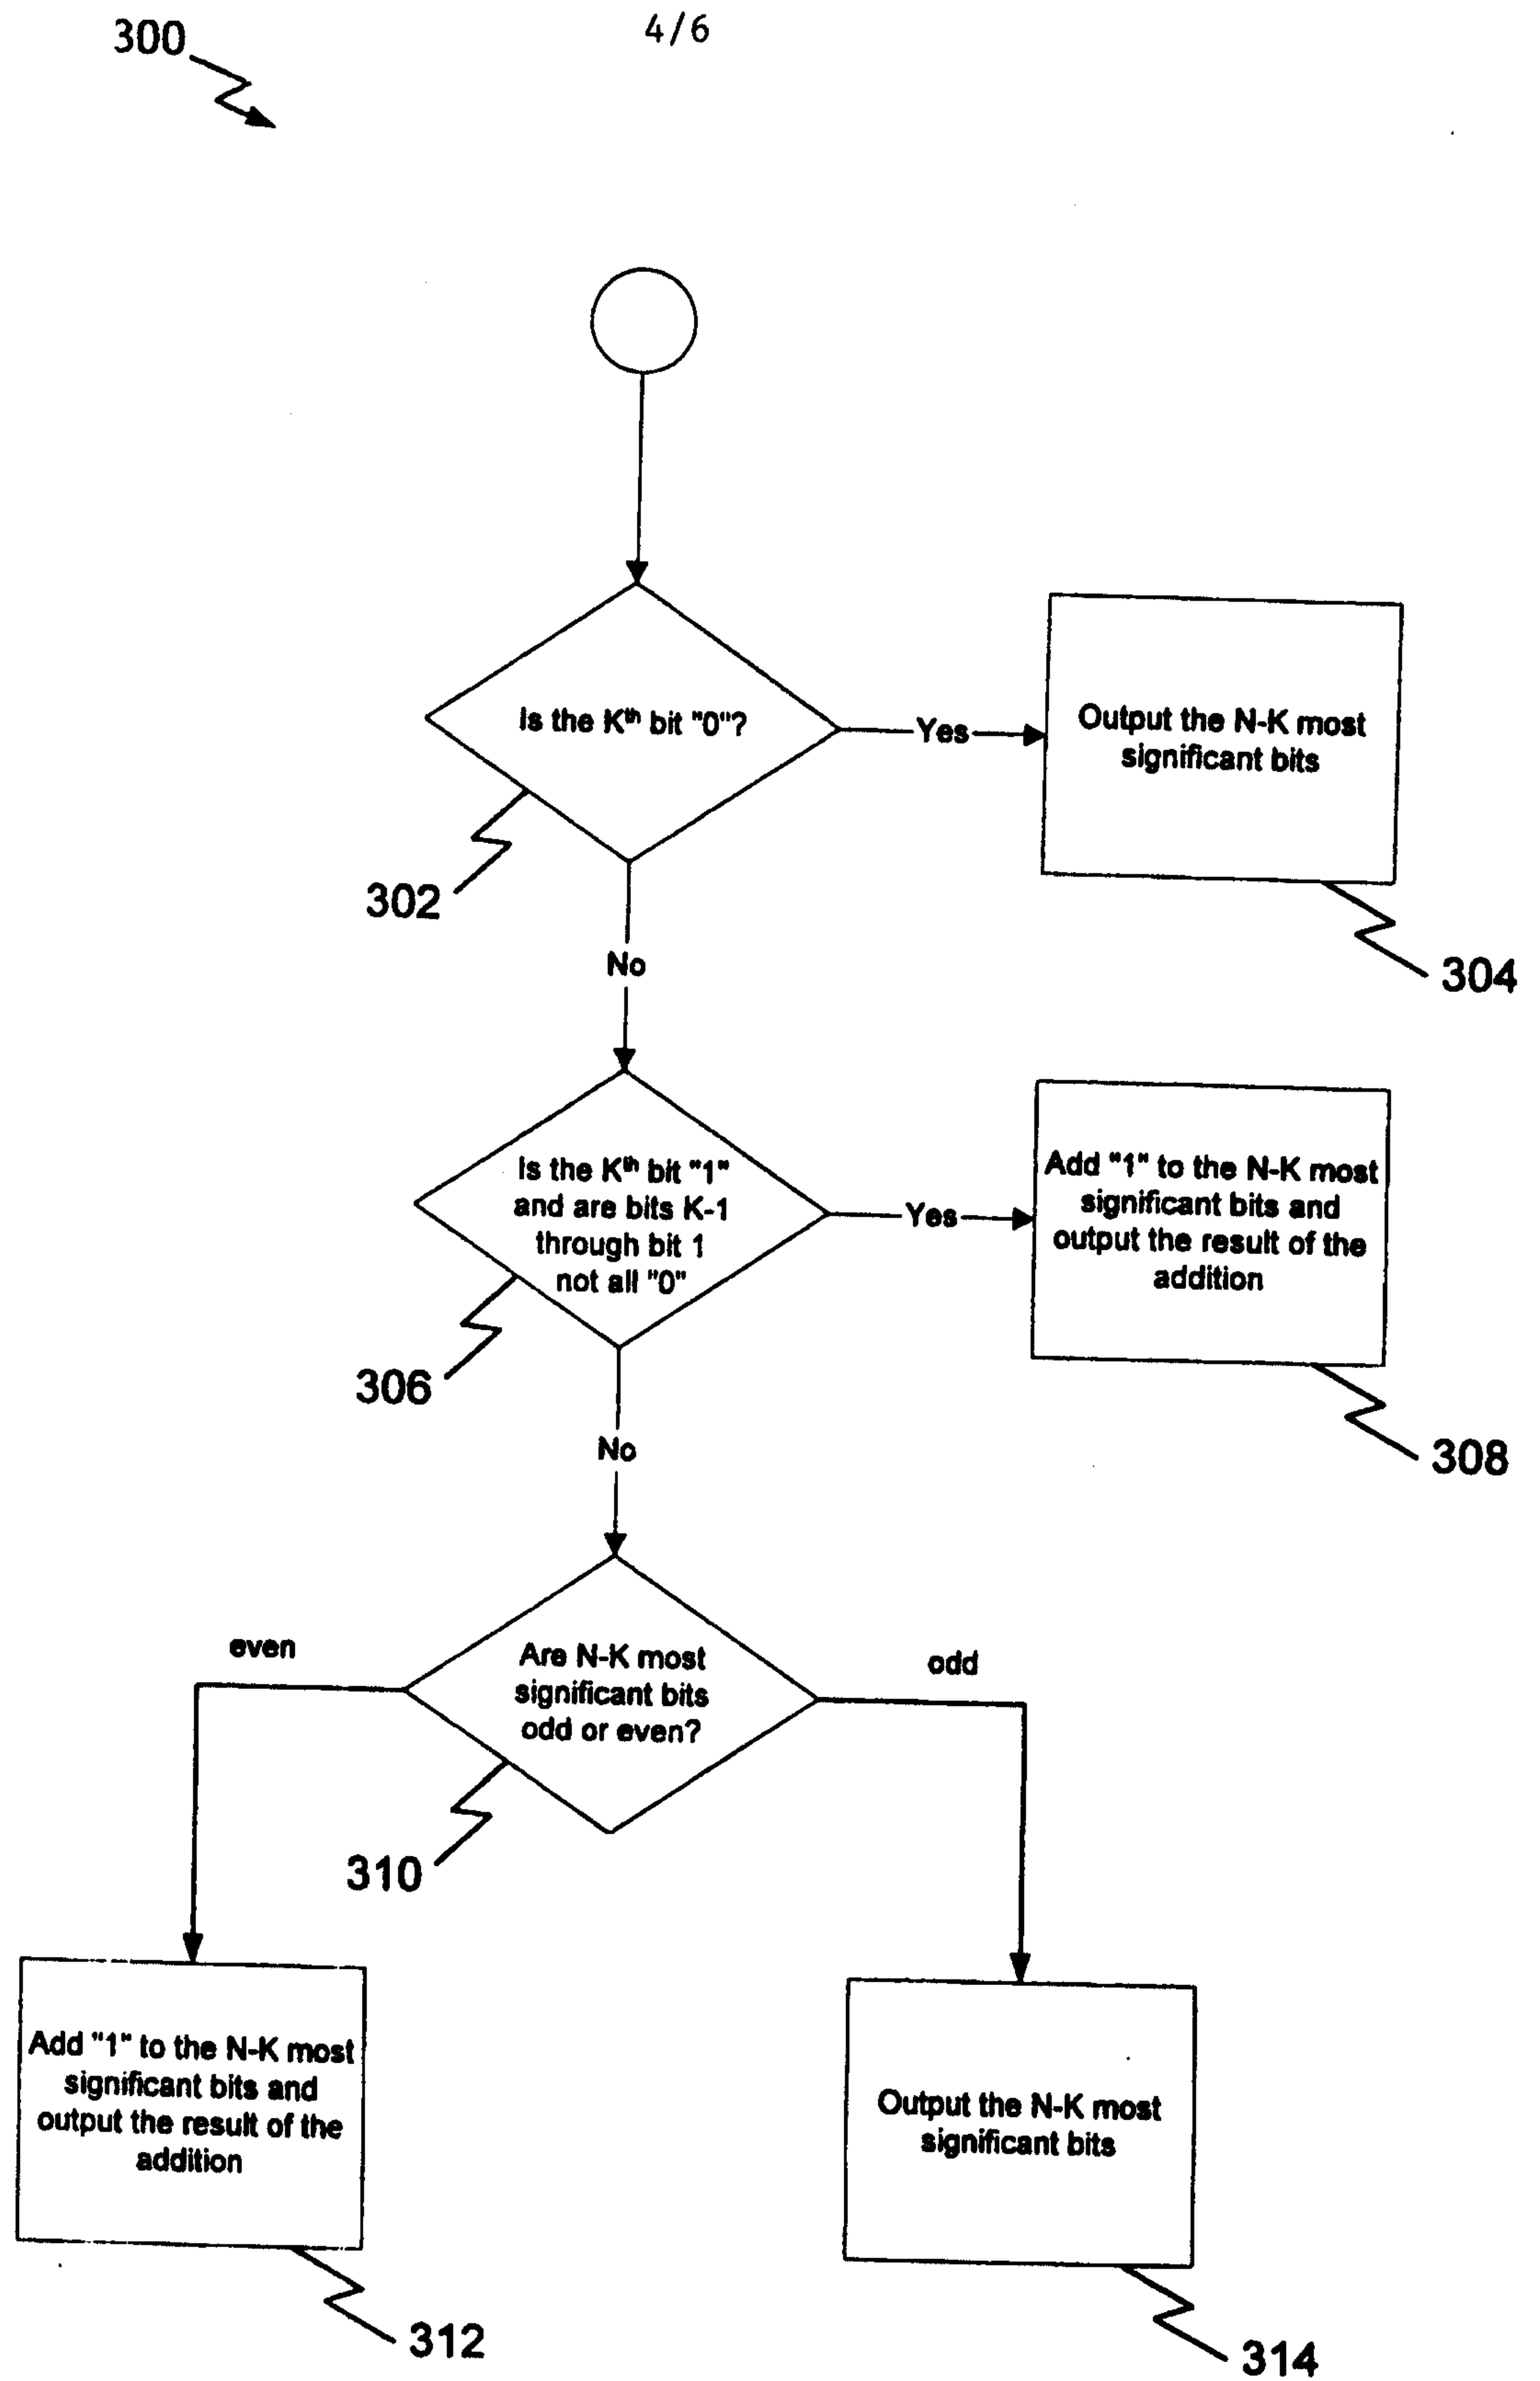 300
4/6
Is the Kth bit "0"?
Yes
Output the N-K most
significant bits
302
304
No
Is the Kth bit "1"
and are bits K-1
through bit 1
not all "0"
Yes
Add "1" to the N-K most
significant bits and
output the result of the
addition
306
308
No
even
Are N-K most
significant bits
odd or even?
odd
310
Add "1" to the N-K most
significant bits and
output the result of the
addition
Output the N-K most
significant bits
312
314